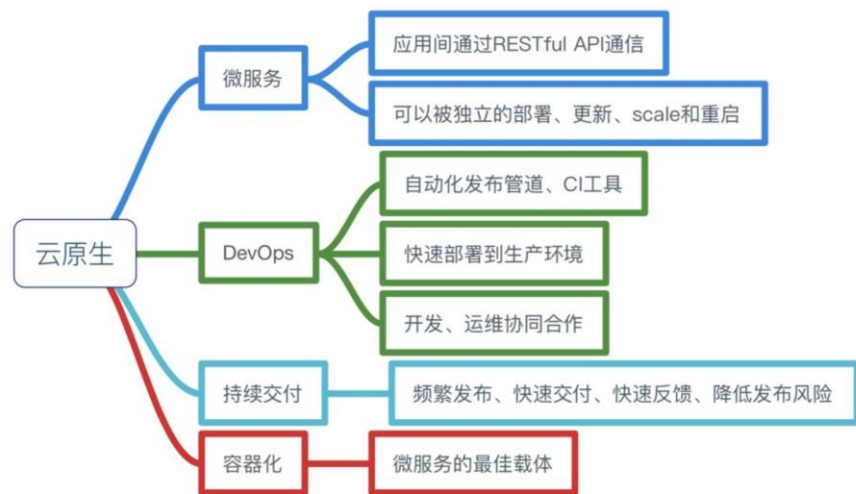 云原生
微服务
应用间通过RESTful API通信
可以被独立的部署、更新、scale和重启
DevOps
自动化发布管道、CI工具
快速部署到生产环境
开发、运维协同合作
持续交付
频繁发布、快速交付、快速反馈、降低发布风险
容器化
微服务的最佳载体